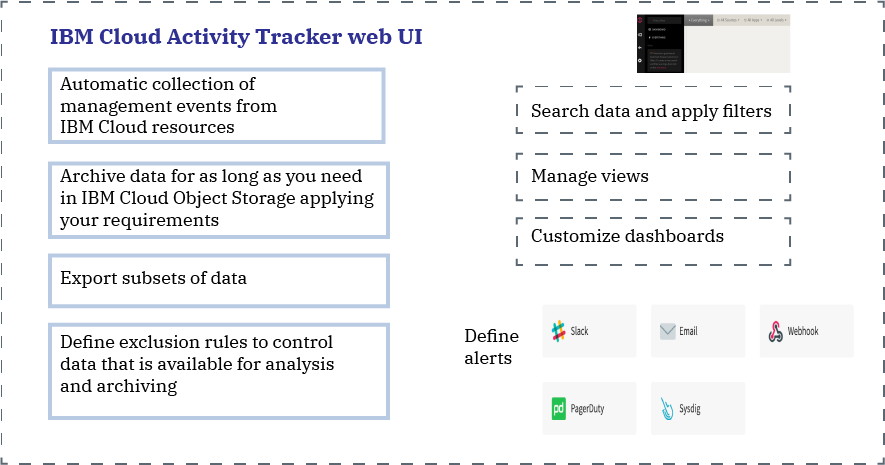 IBM Cloud Activity Tracker web UI
Automatic collection of
management events from
IBM Cloud resources
Archive data for as long as you need
in IBM Cloud Object Storage applying
your requirements
Export subsets of data
Define exclusion rules to control
data that is available for analysis
and archiving
Search data and apply filters
Manage views
Customize dashboards
Define
alerts
Slack
Email
Webhook
pd PagerDuty
Sysdig